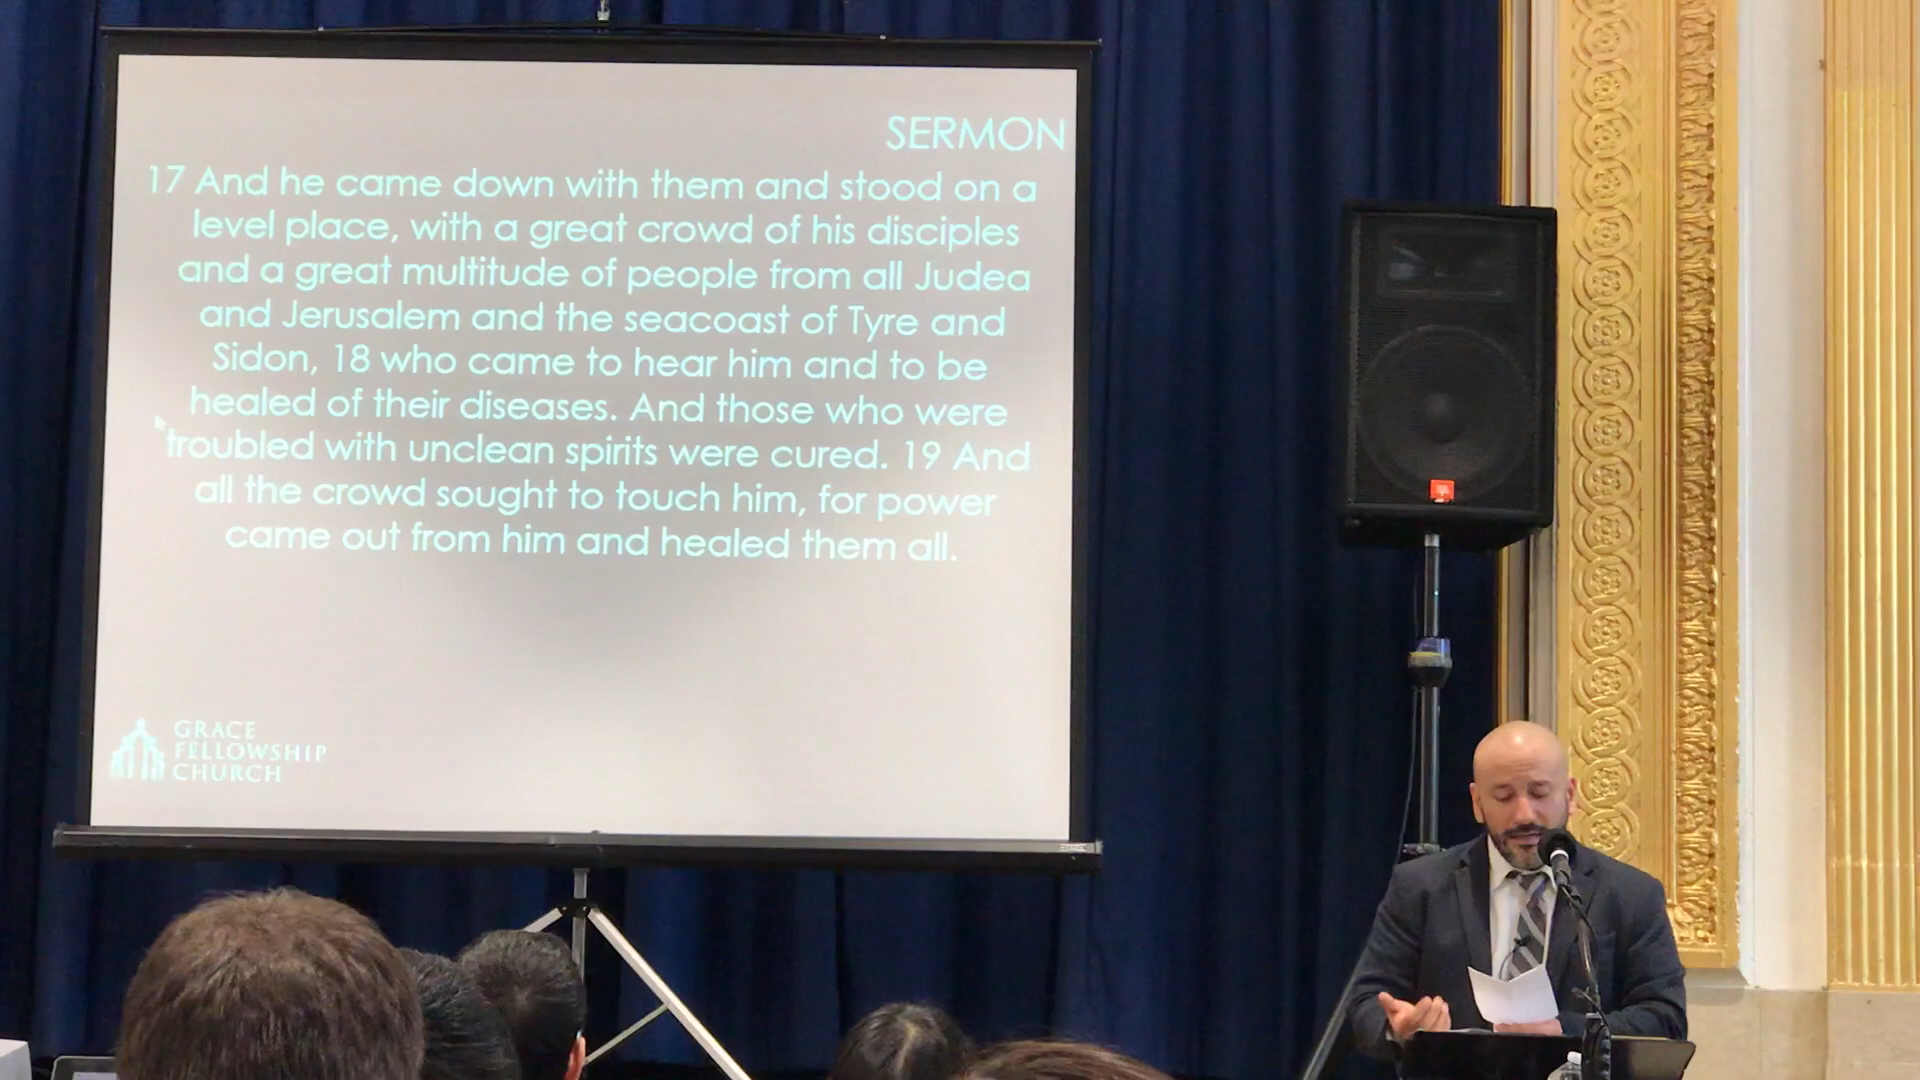 SERMON
17 And he came down with them and stood on a
level place, with a great crowd of his disciples
and a great multitude of people from all Judea
and Jerusalem and the seacoast of Tyre and
Sidon, 18 who came to hear him and to be
healed of their diseases. And those who were
troubled with unclean spirits were cured. 19 And
all the crowd sought to touch him, for power
came out from him and healed them all.
GRACE
FELLOWSHIP
CHURCH